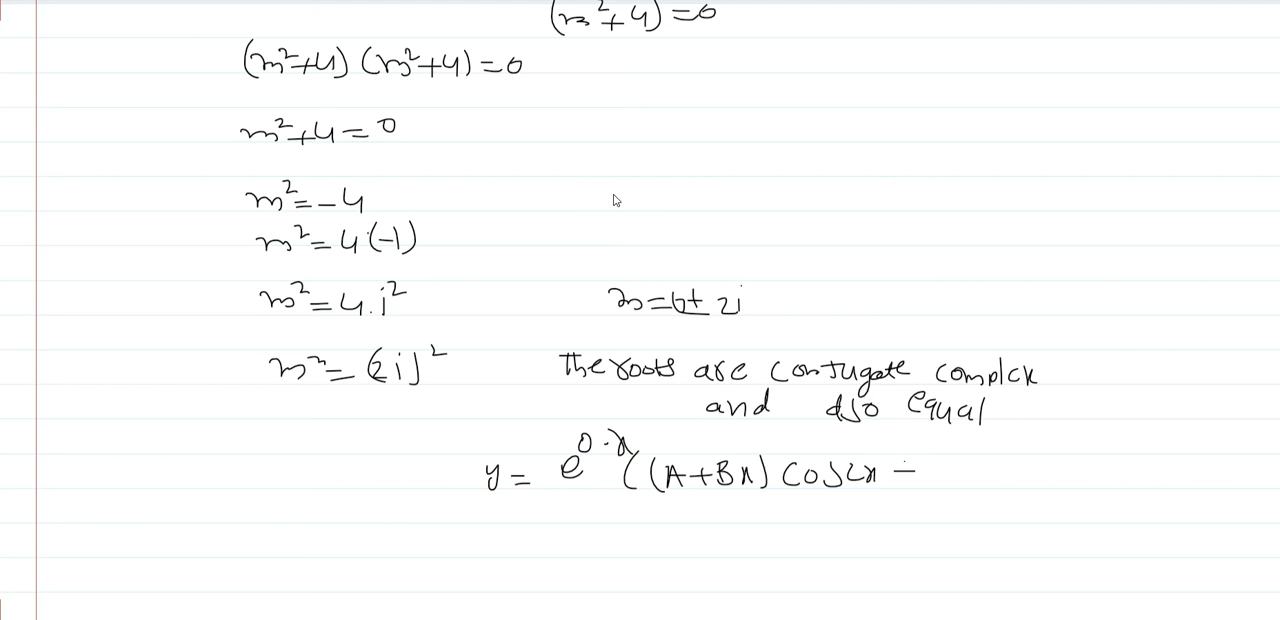 (m²+4)=0
(m²+4) (m²+4)=0
m²+4=0
m²=-4
m²=4(-1)
m²=4.i² m=0± 2i
m²=(2i)² The roots are conjugate complex
and also equal
y= e^0.x ((A+Bx) cos2x -